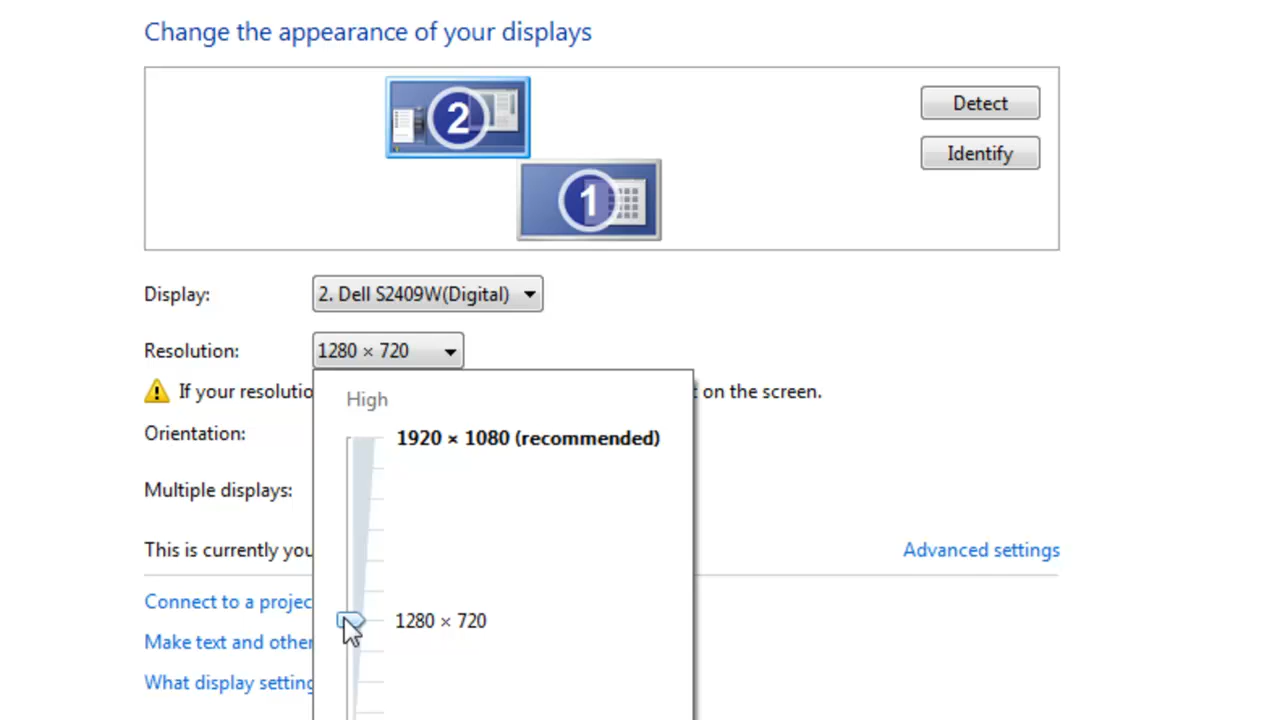 Change the appearance of your displays
2
Detect
1
Identify
Display:
2. Dell S2409W(Digital)
Resolution:
1280 × 720
If your resolutio
on the screen.
High
Orientation:
1920 × 1080 (recommended)
Multiple displays:
This is currently you
Advanced settings
Connect to a projec
1280 × 720
Make text and other
What display setting